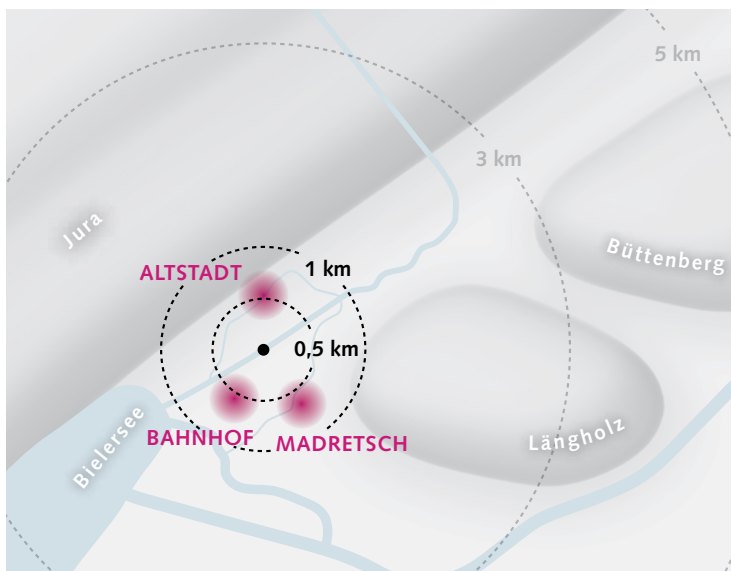 5 km
3 km
Jura
Büttenberg
ALTSTADT
1 km
0,5 km
Bielersee
BAHNHOF
MADRETSCH
Längholz